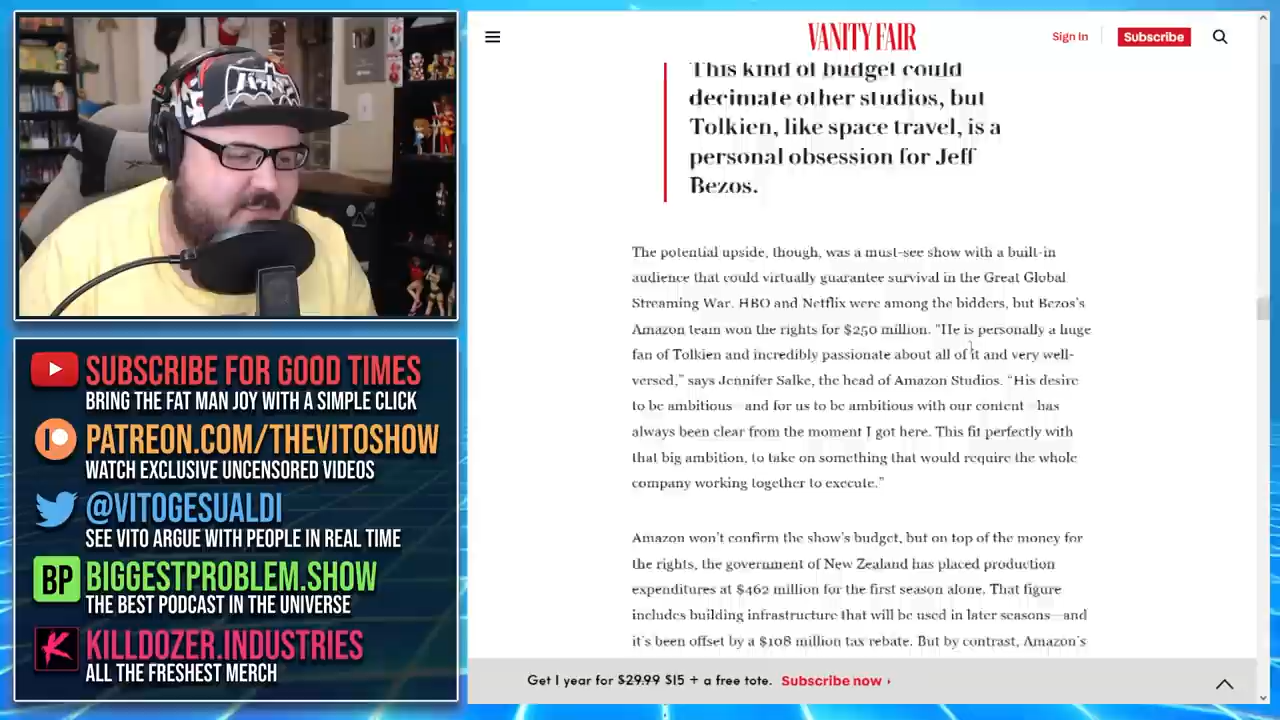 SUBSCRIBE FOR GOOD TIMES
BRING THE FAT MAN JOY WITH A SIMPLE CLICK
PATREON.COM/THEVITOSHOW
WATCH EXCLUSIVE UNCENSORED VIDEOS
@VITOGESUALDI
SEE VITO ARGUE WITH PEOPLE IN REAL TIME
BP
BIGGESTPROBLEM.SHOW
THE BEST PODCAST IN THE UNIVERSE
K
KILLDOZER.INDUSTRIES
ALL THE FRESHEST MERCH
VANITY FAIR
Sign In
Subscribe
This kind of budget could
decimate other studios, but
Tolkien, like space travel, is a
personal obsession for Jeff
Bezos.
The potential upside, though, was a must-see show with a built-in
audience that could virtually guarantee survival in the Great Global
Streaming War. HBO and Netflix were among the bidders, but Bezos’s
Amazon team won the rights for $250 million. “He is personally a huge
fan of Tolkien and incredibly passionate about all of it and very well-
versed,” says Jennifer Salke, the head of Amazon Studios. “His desire
to be ambitious—and for us to be ambitious with our content—has
always been clear from the moment I got here. This fit perfectly with
that big ambition, to take on something that would require the whole
company working together to execute.”
Amazon won’t confirm the show’s budget, but on top of the money for
the rights, the government of New Zealand has placed production
expenditures at $462 million for the first season alone. That figure
includes building infrastructure that will be used in later seasons—and
it’s been offset by a $108 million tax rebate. But by contrast, Amazon’s
Get 1 year for $29.99 $15 + a free tote. Subscribe now ›